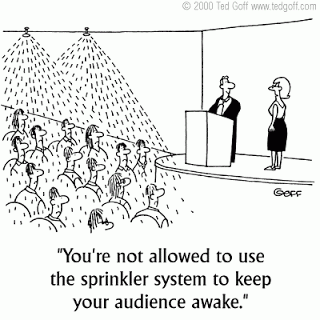 © 2000 Ted Goff www.tedgoff.com
GOFF
"You're not allowed to use
the sprinkler system to keep
your audience awake."